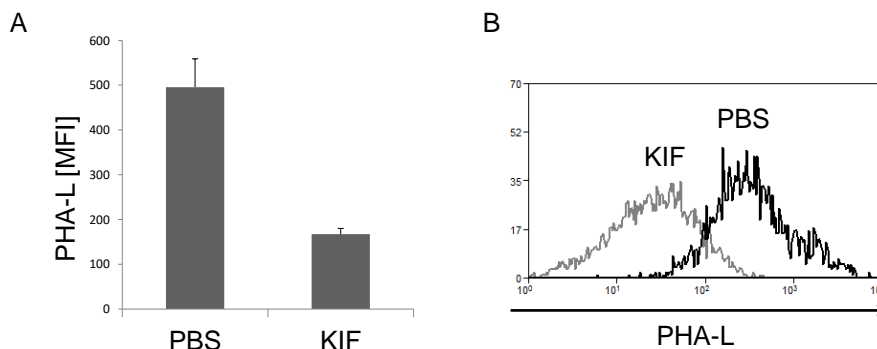 A
PHA-L [MFI]
600
500
400
300
200
100
0
PBS
KIF
B
70
52
35
17
0
PBS
KIF
10⁰
10¹
10²
10³
PHA-L